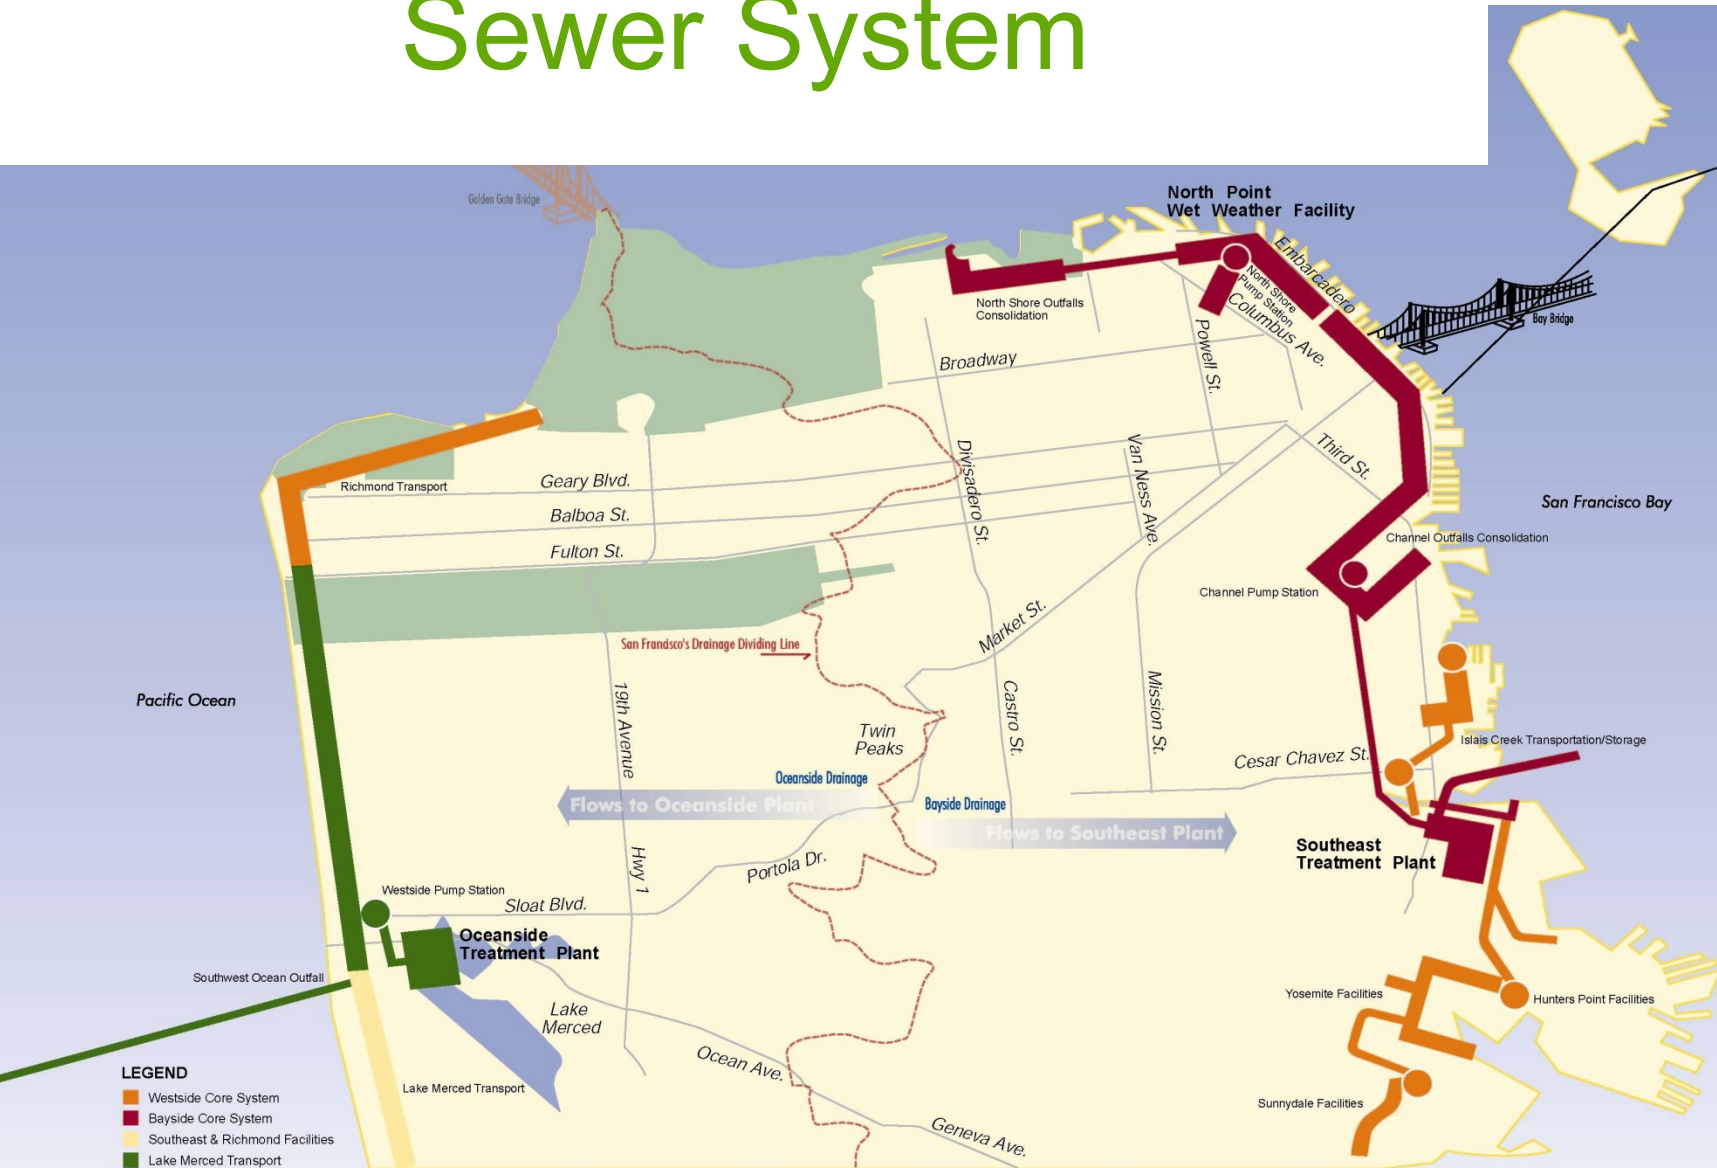 Sewer System
Golden Gate Bridge
North Point
Wet Weather Facility
Embarcadero
North Shore
Pump Station
North Shore Outfalls
Consolidation
Columbus Ave.
Bay Bridge
Powell St.
Broadway
Third St.
Van Ness Ave.
Divisadero St.
Geary Blvd.
Richmond Transport
San Francisco Bay
Balboa St.
Channel Outfalls Consolidation
Fulton St.
Channel Pump Station
Market St.
San Francisco's Drainage Dividing Line
Pacific Ocean
19th Avenue
Castro St.
Mission St.
Twin
Peaks
Islais Creek Transportation/Storage
Cesar Chavez St.
Oceanside Drainage
Flows to Oceanside Plant
Bayside Drainage
Flows to Southeast Plant
Southeast
Treatment Plant
Hwy 1
Portola Dr.
Westside Pump Station
Sloat Blvd.
Oceanside
Treatment Plant
Southwest Ocean Outfall
Yosemite Facilities
Hunters Point Facilities
Lake
Merced
Ocean Ave.
Lake Merced Transport
Sunnydale Facilities
Geneva Ave.
LEGEND
Westside Core System
Bayside Core System
Southeast & Richmond Facilities
Lake Merced Transport